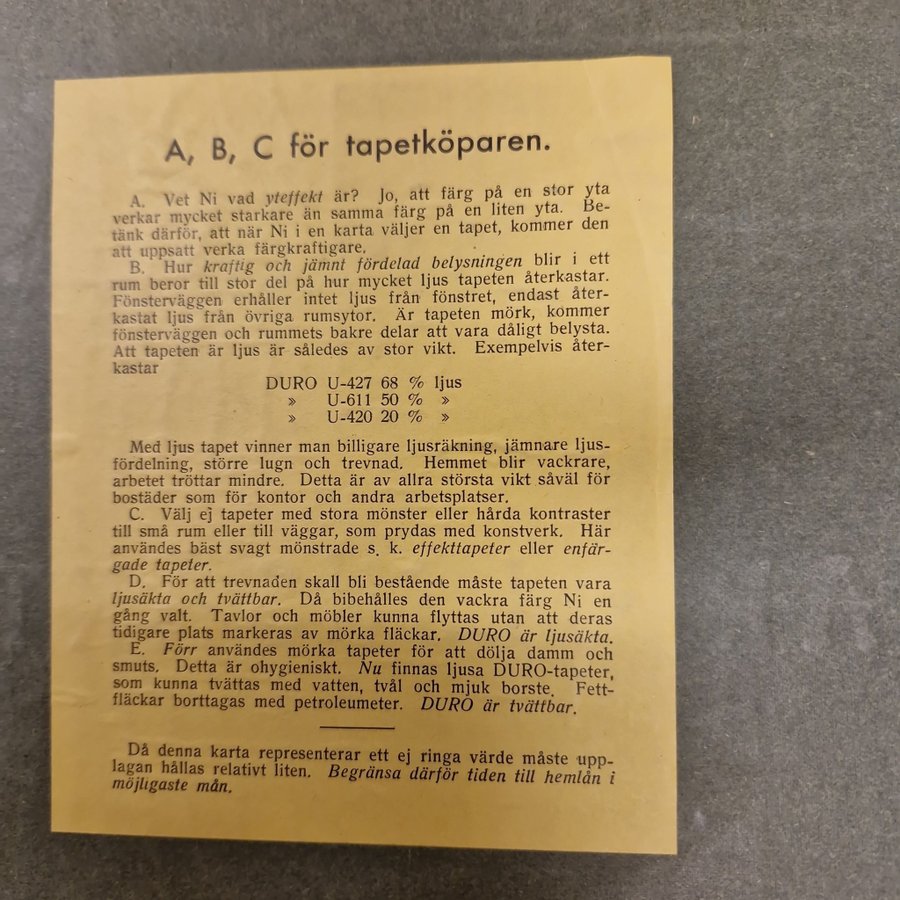 A, B, C för tapetköparen.
A. Vet Ni vad yteffekt är? Jo, att färg på en stor yta
verkar mycket starkare än samma färg på en liten yta. Be-
tänk därför, att när Ni i en karta väljer en tapet, kommer den
att uppsatt verka färgkraftigare.
B. Hur kraftig och jämnt fördelad belysningen blir i ett
rum beror till stor del på hur mycket ljus tapeten återkastar.
Fönsterväggen erhåller intet ljus från fönstret, endast åter-
kastat ljus från övriga rumsytor. Är tapeten mörk, kommer
fönsterväggen och rummets bakre delar att vara dåligt belysta.
Att tapeten är ljus är således av stor vikt. Exempelvis åter-
kastar
DURO U-427 68 % ljus
» U-611 50 % »
» U-420 20 % »
Med ljus tapet vinner man billigare ljusräkning, jämnare ljus-
fördelning, större lugn och trevnad. Hemmet blir vackrare,
arbetet tröttar mindre. Detta är av allra största vikt såväl för
bostäder som för kontor och andra arbetsplatser.
C. Välj ej tapeter med stora mönster eller hårda kontraster
till små rum eller till väggar, som prydas med konstverk. Här
användes bäst svagt mönstrade s. k. effekttapeter eller enfär-
gade tapeter.
D. För att trevnaden skall bli bestående måste tapeten vara
ljusäkta och tvättbar. Då bibehålles den vackra färg Ni en
gång valt. Tavlor och möbler kunna flyttas utan att deras
tidigare plats markeras av mörka fläckar. DURO är ljusäkta.
E. Förr användes mörka tapeter för att dölja damm och
smuts. Detta är ohygieniskt. Nu finnas ljusa DURO-tapeter,
som kunna tvättas med vatten, tvål och mjuk borste. Fett-
fläckar borttagas med petroleumeter. DURO är tvättbar.
Då denna karta representerar ett ej ringa värde måste upp-
lagan hållas relativt liten. Begränsa därför tiden till hemlån i
möjligaste mån.